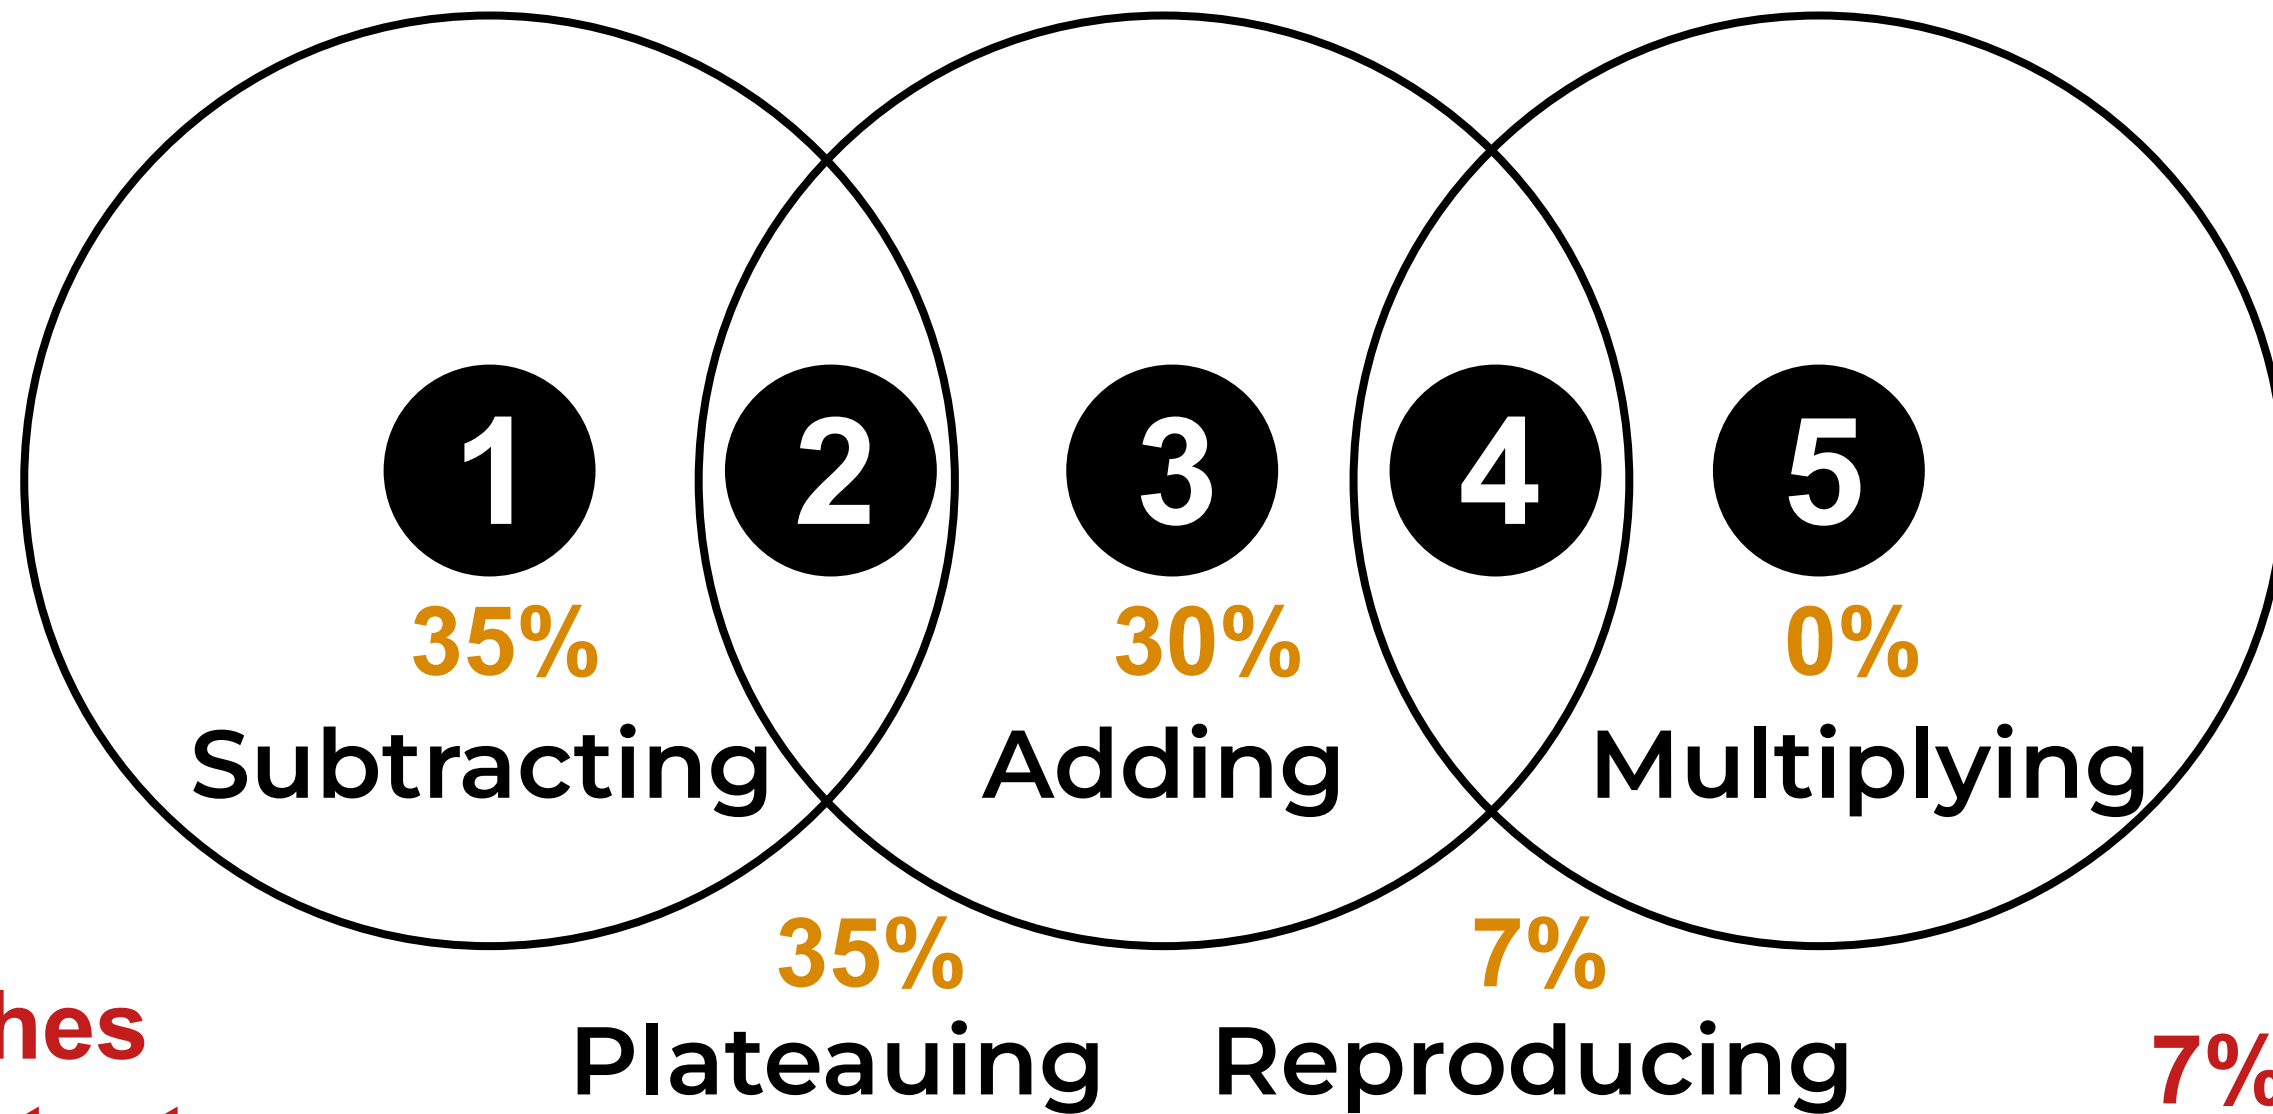 1 2 3 4 5
35% 30% 0%
Subtracting Adding Multiplying
35% 7%
hes
Plateauing Reproducing 7%